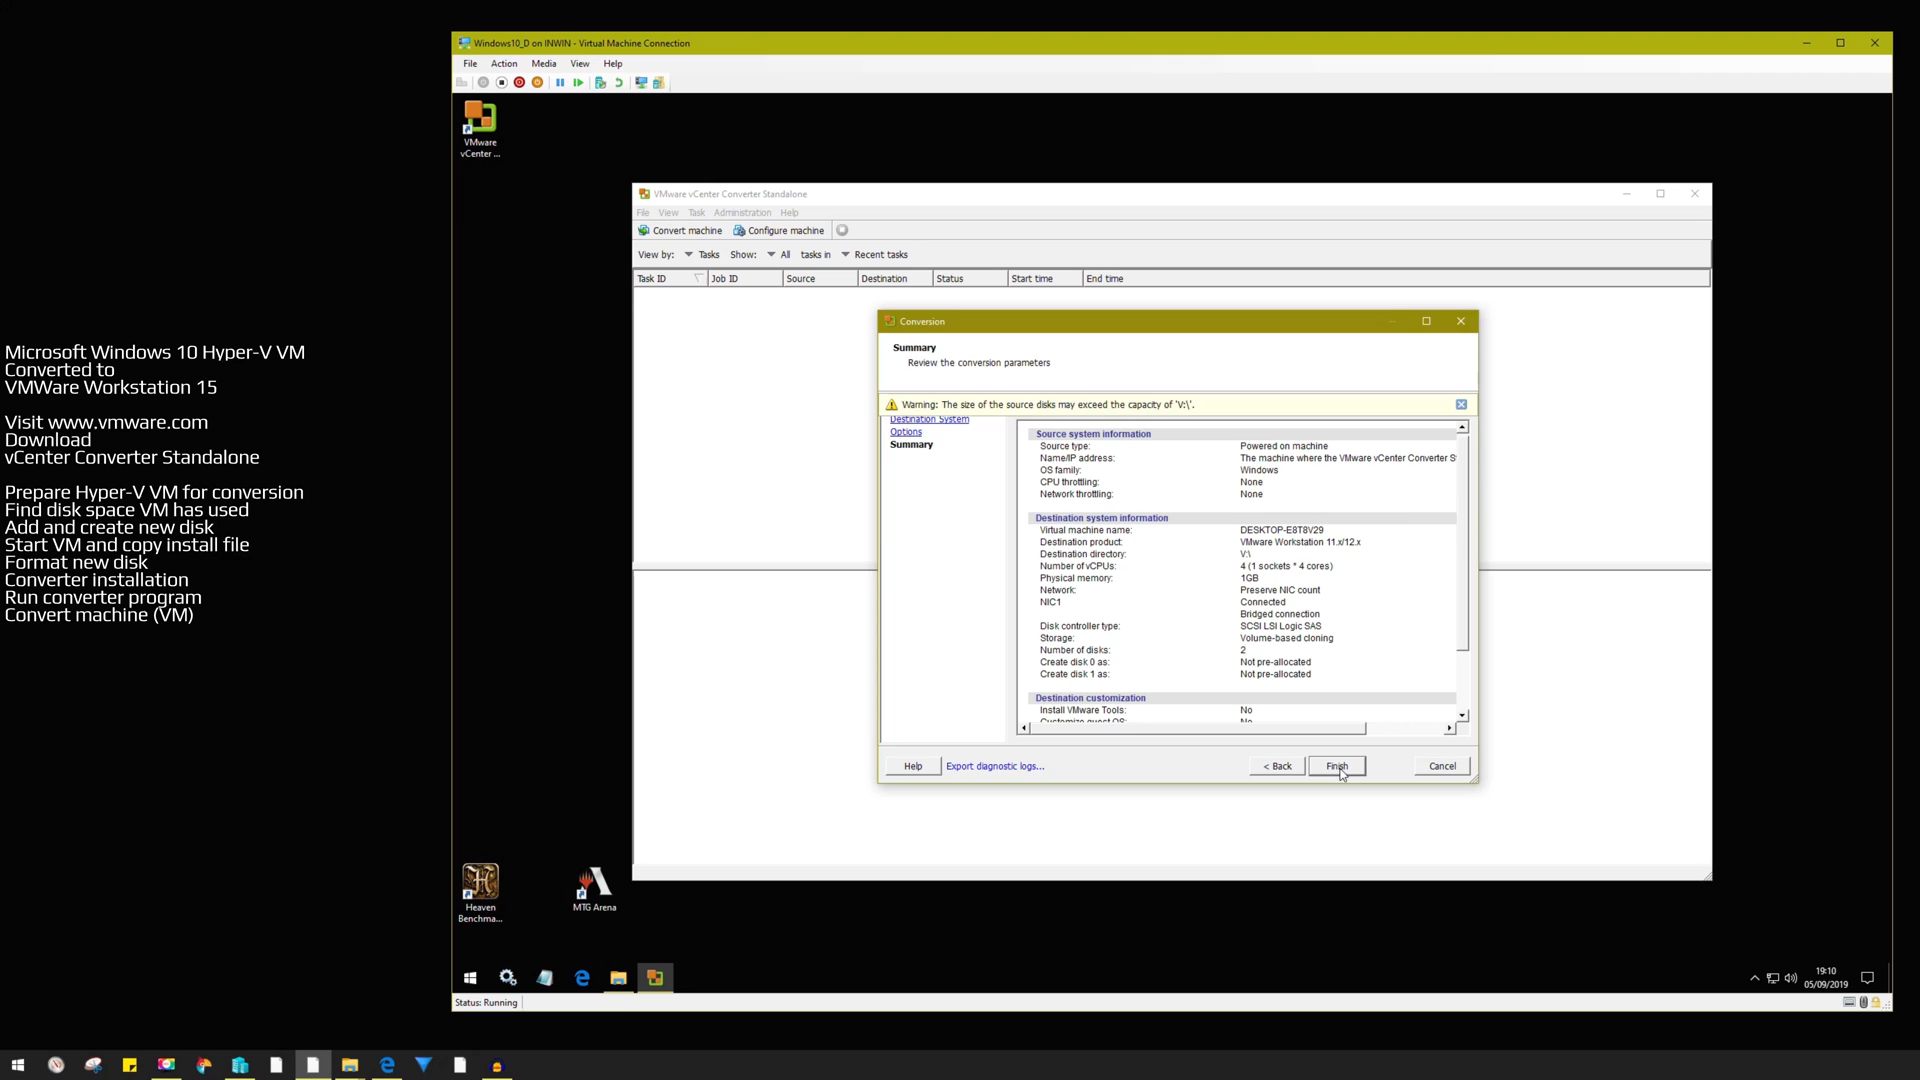 Windows10_D on INWIN - Virtual Machine Connection
File Action Media View Help
VMware
vCenter ...
VMware vCenter Converter Standalone
File View Task Administration Help
Convert machine Configure machine
View by: Tasks Show: All tasks in Recent tasks
Task ID Job ID Source Destination Status Start time End time
Microsoft Windows 10 Hyper-V VM
Converted to
VMWare Workstation 15
Visit www.vmware.com
Download
vCenter Converter Standalone
Prepare Hyper-V VM for conversion
Find disk space VM has used
Add and create new disk
Start VM and copy install file
Format new disk
Converter installation
Run converter program
Convert machine (VM)
Conversion
Summary
Review the conversion parameters
Warning: The size of the source disks may exceed the capacity of 'V:\'.
Destination System
Options
Summary
Source system information
Source type: Powered on machine
Name/IP address: The machine where the VMware vCenter Converter S
OS family: Windows
CPU throttling: None
Network throttling: None
Destination system information
Virtual machine name: DESKTOP-E8T8V29
Destination product: VMware Workstation 11.x/12.x
Destination directory: V:\
Number of vCPUs: 4 (1 sockets * 4 cores)
Physical memory: 1GB
Network: Preserve NIC count
NIC1 Connected
Bridged connection
Disk controller type: SCSI LSI Logic SAS
Storage: Volume-based cloning
Number of disks: 2
Create disk 0 as: Not pre-allocated
Create disk 1 as: Not pre-allocated
Destination customization
Install VMware Tools: No
Customize guest OS: No
Help Export diagnostic logs... < Back Finish Cancel
Heaven
Benchma...
MTG Arena
19:10
05/09/2019
Status: Running